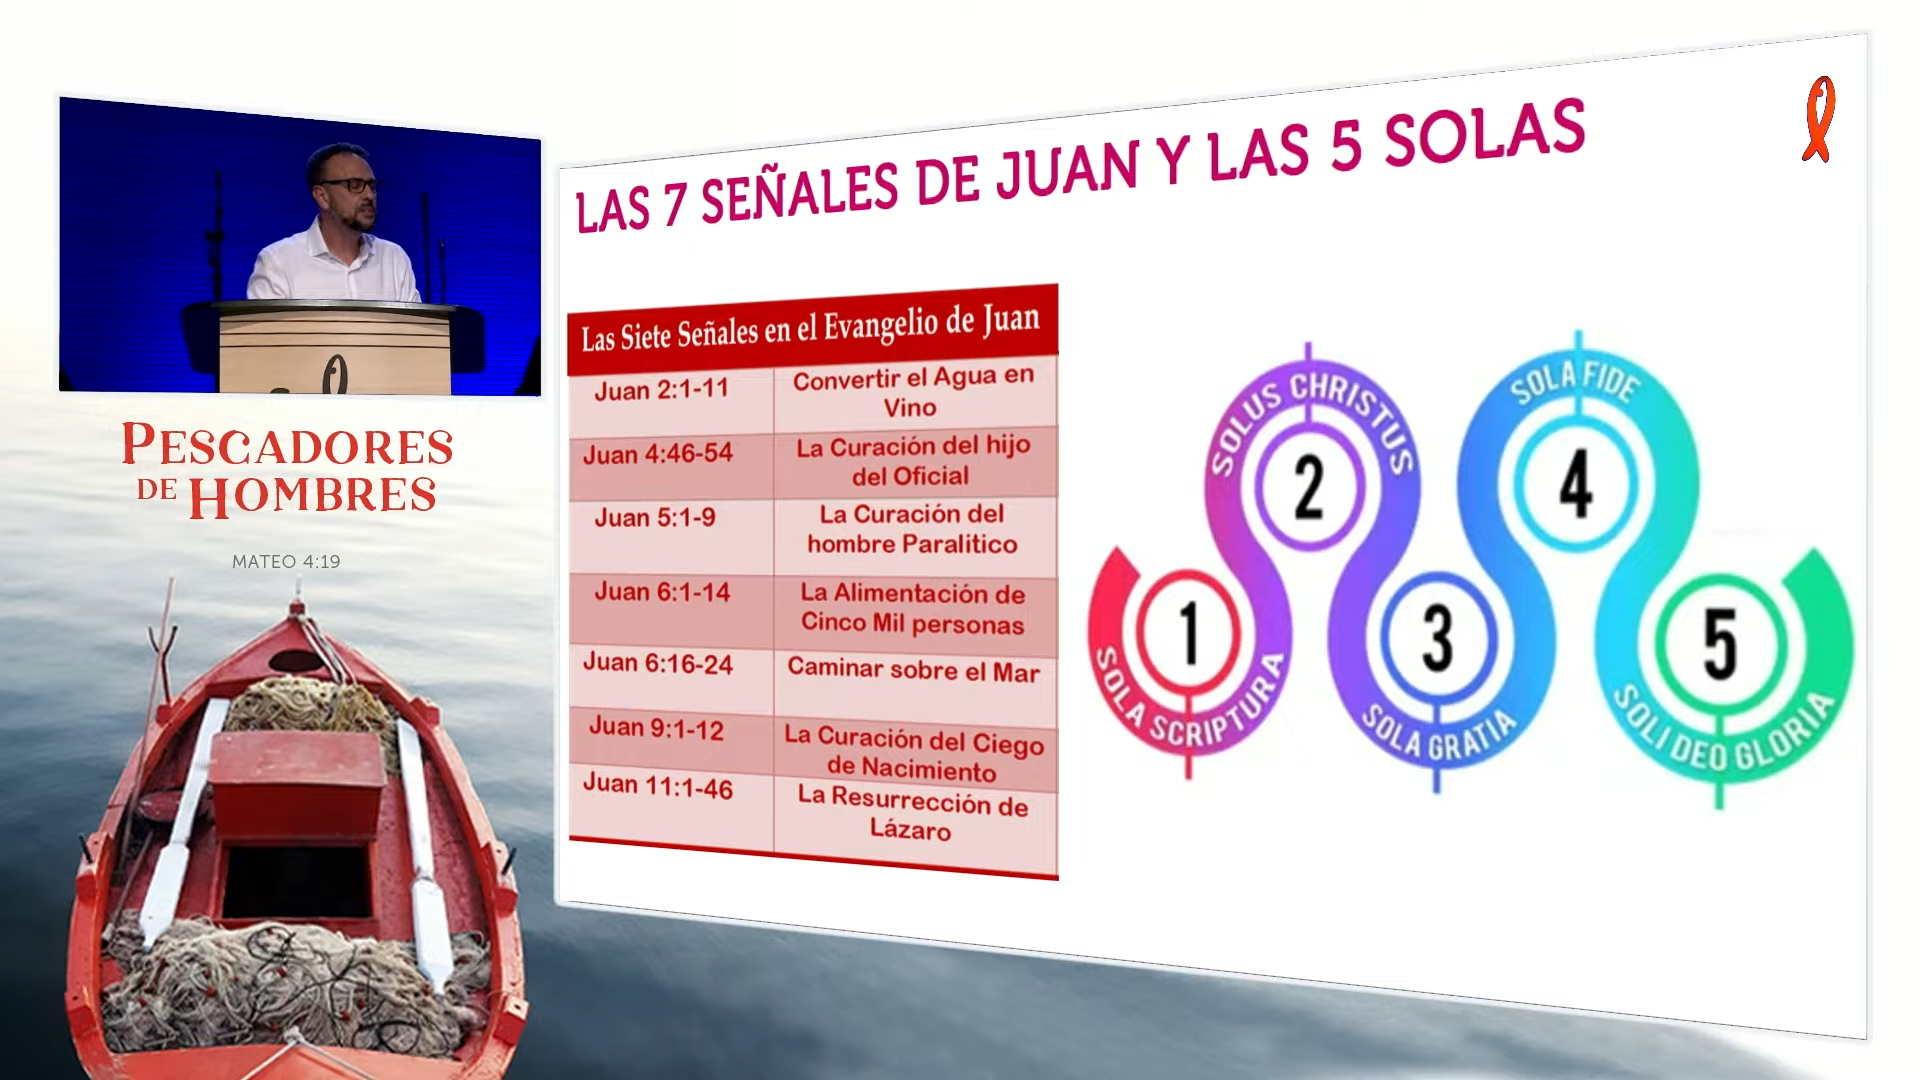 PESCADORES
DE HOMBRES
MATEO 4:19
LAS 7 SEÑALES DE JUAN Y LAS 5 SOLAS
Las Siete Señales en el Evangelio de Juan
Juan 2:1-11
Convertir el Agua en
Vino
Juan 4:46-54
La Curación del hijo
del Oficial
Juan 5:1-9
La Curación del
hombre Paralitico
Juan 6:1-14
La Alimentación de
Cinco Mil personas
Juan 6:16-24
Caminar sobre el Mar
Juan 9:1-12
La Curación del Ciego
de Nacimiento
Juan 11:1-46
La Resurrección de
Lázaro
1
SOLA SCRIPTURA
SOLUS CHRISTUS
2
3
SOLA GRATIA
SOLA FIDE
4
5
SOLI DEO GLORIA